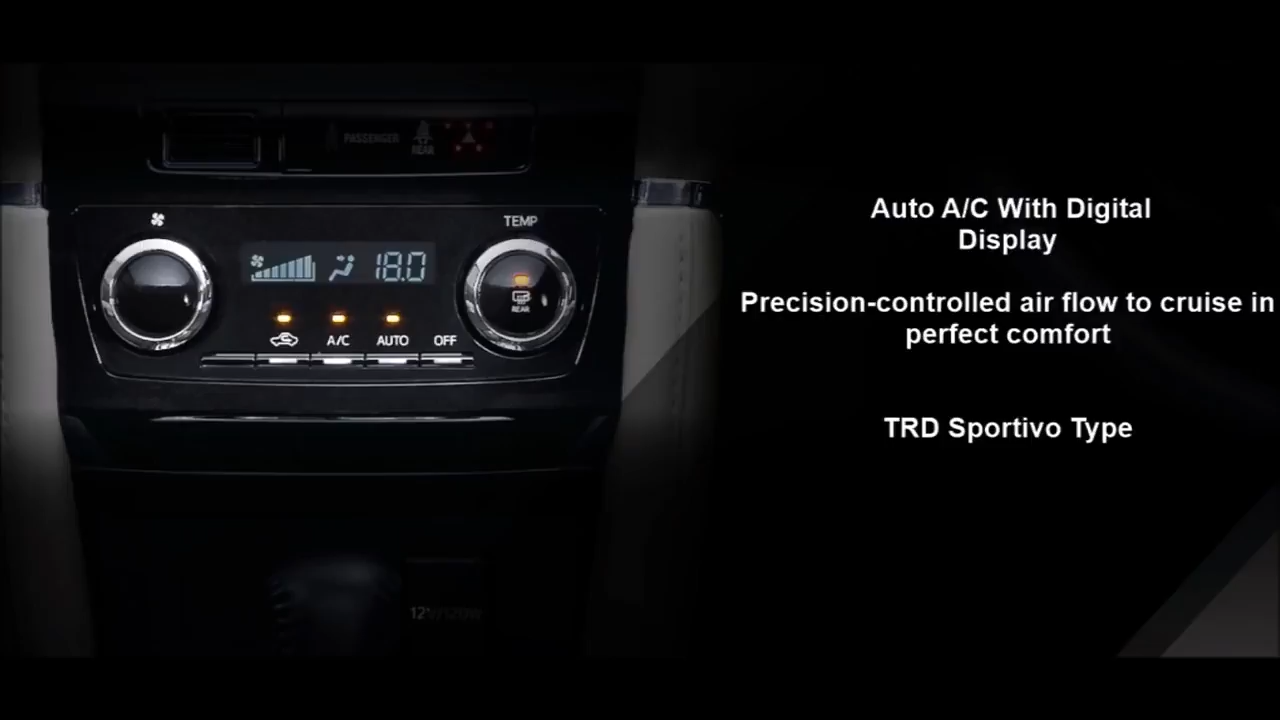 PASSENGER
REAR
TEMP
18.0
REAR
A/C AUTO OFF
Auto A/C With Digital
Display
Precision-controlled air flow to cruise in
perfect comfort
TRD Sportivo Type